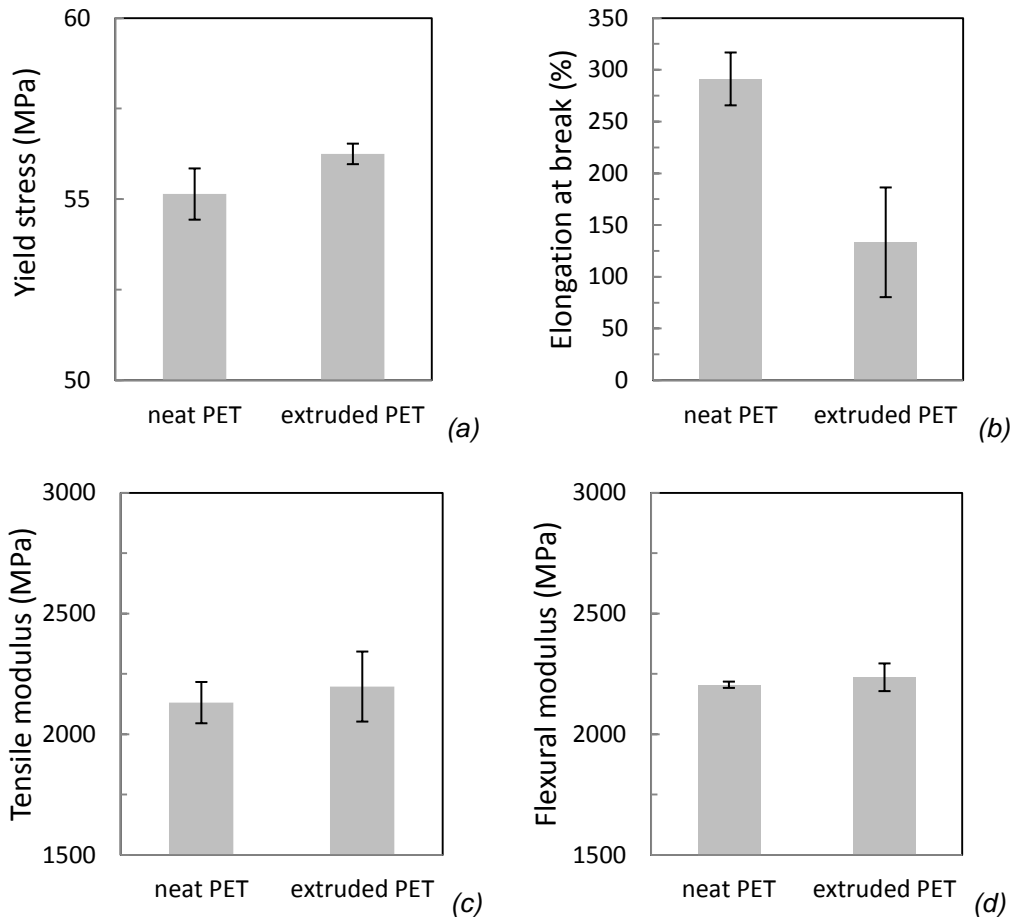 Yield stress (MPa)
60
55
50
neat PET
extruded PET
(a)
Elongation at break (%)
350
300
250
200
150
100
50
0
neat PET
extruded PET
(b)
Tensile modulus (MPa)
3000
2500
2000
1500
neat PET
extruded PET
(c)
Flexural modulus (MPa)
3000
2500
2000
1500
neat PET
extruded PET
(d)